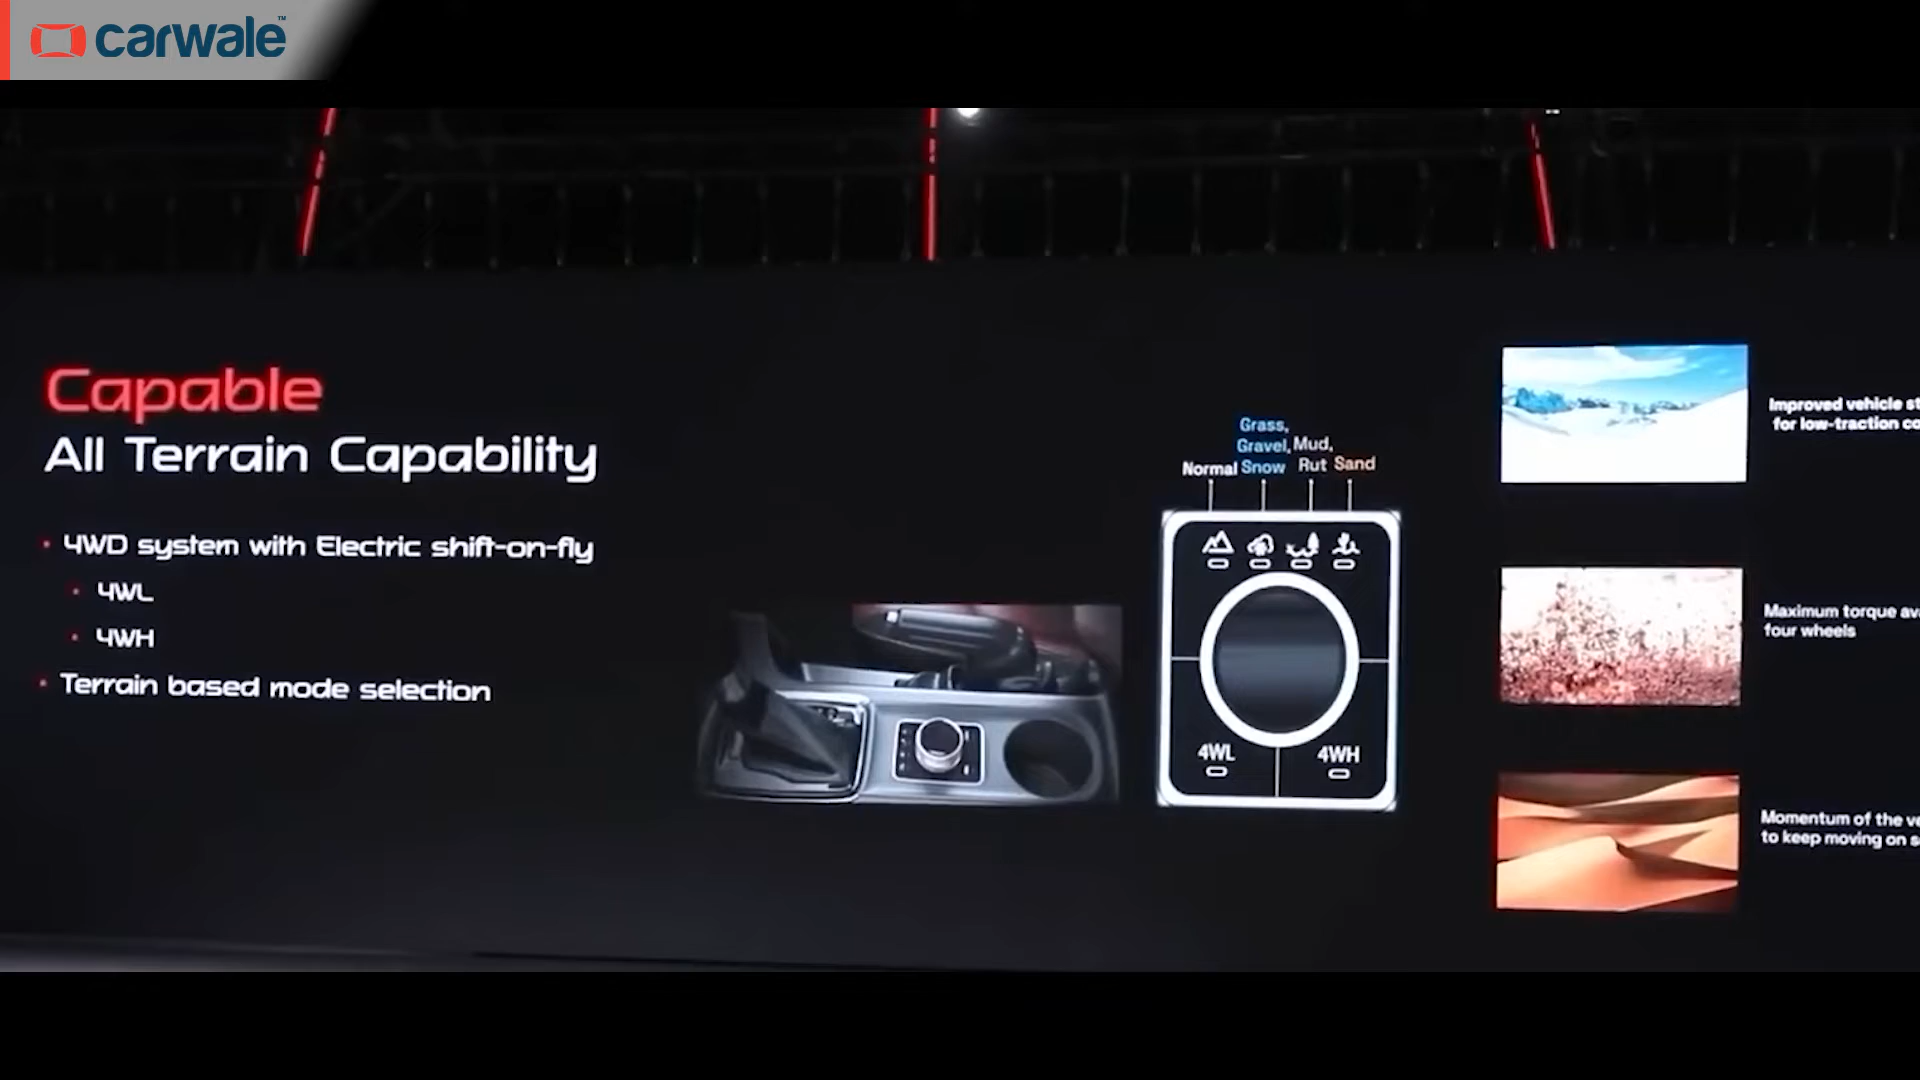 carwale™
Capable
All Terrain Capability
• 4WD system with Electric shift-on-fly
• 4WL
• 4WH
• Terrain based mode selection
Grass,
Gravel, Mud,
Normal Snow Rut Sand
4WL 4WH
Improved vehicle
for low-traction
Maximum torque
four wheels
Momentum of the
to keep moving on